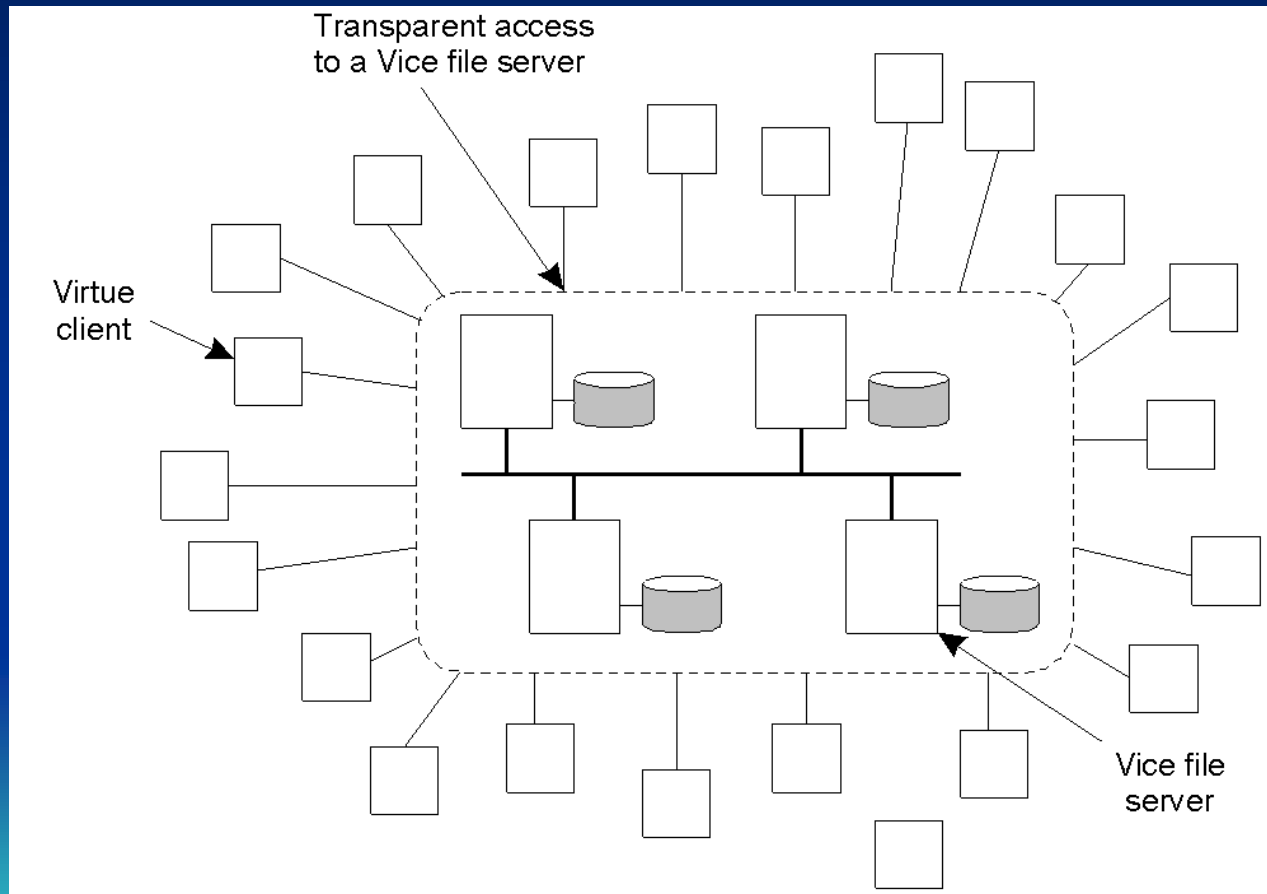 Transparent access
to a Vice file server
Virtue
client
Vice file
server